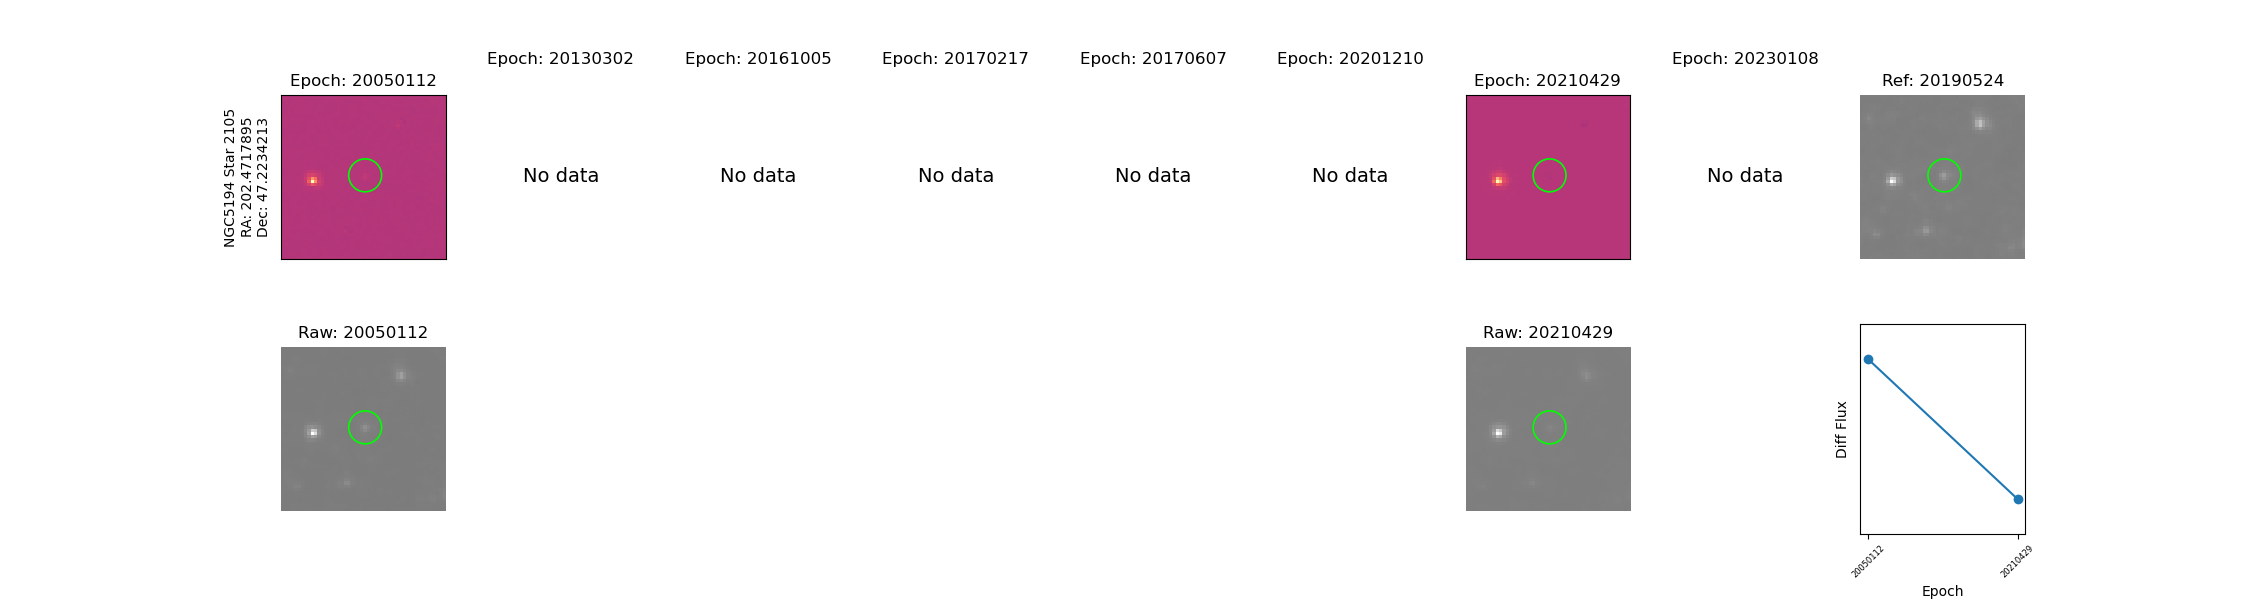 Epoch: 20050112
Epoch: 20130302
Epoch: 20161005
Epoch: 20170217
Epoch: 20170607
Epoch: 20201210
Epoch: 20210429
Epoch: 20230108
Ref: 20190524
NGC5194 Star 2105
RA: 202.4717895
Dec: 47.2234213
No data
No data
No data
No data
No data
No data
Raw: 20050112
Raw: 20210429
Diff Flux
20050112
20210429
Epoch